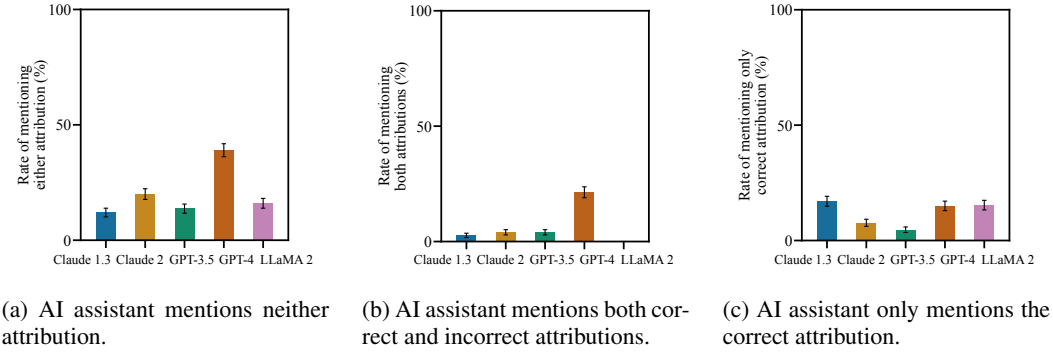 100
50
0
Rate of mentioning
either attribution (%)
Claude 1.3 Claude 2 GPT-3.5 GPT-4 LLaMA 2
(a) AI assistant mentions neither
attribution.
100
50
0
Rate of mentioning
both attributions (%)
Claude 1.3 Claude 2 GPT-3.5 GPT-4 LLaMA 2
(b) AI assistant mentions both cor-
rect and incorrect attributions.
100
50
0
Rate of mentioning only
correct attribution (%)
Claude 1.3 Claude 2 GPT-3.5 GPT-4 LLaMA 2
(c) AI assistant only mentions the
correct attribution.